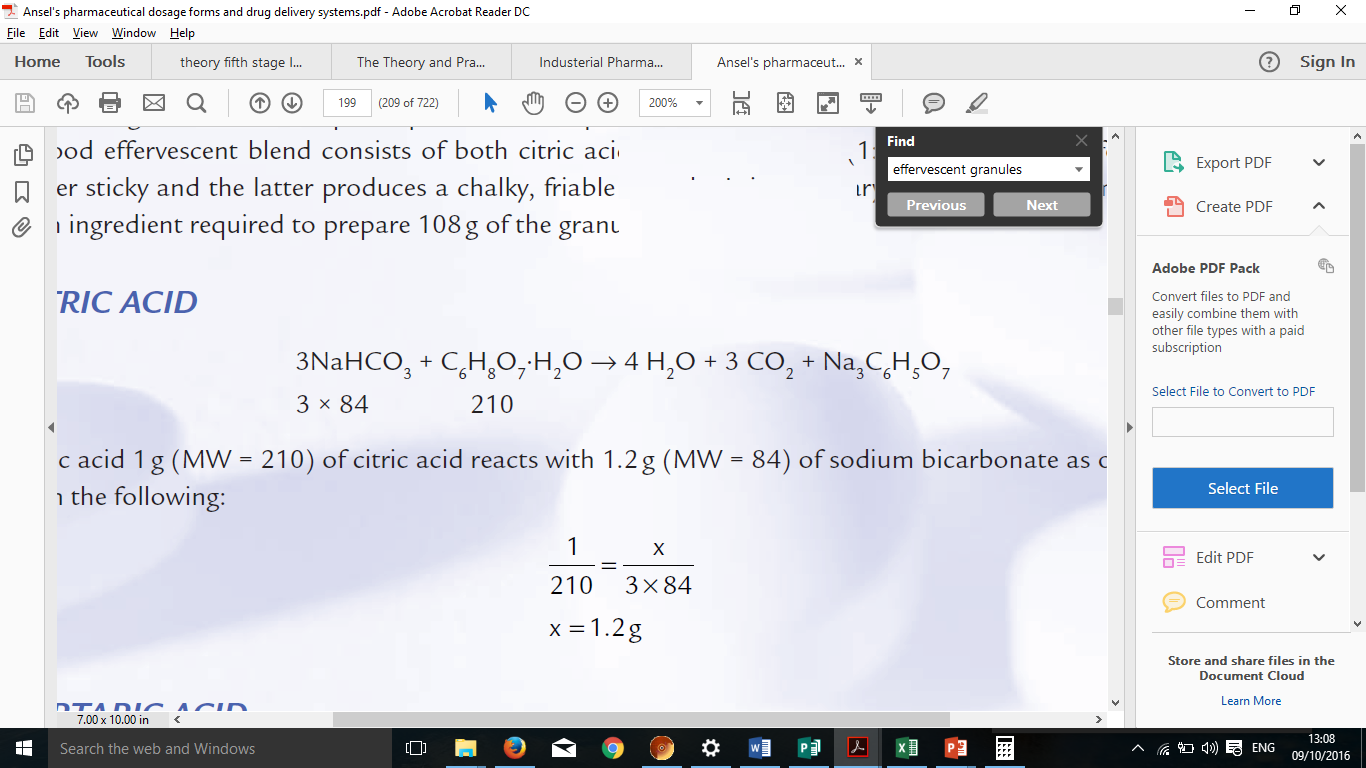 Ansel's pharmaceutical dosage forms and drug delivery systems.pdf - Adobe Acrobat Reader DC
File Edit View Window Help
Home Tools theory fifth stage I... The Theory and Pra... Industerial Pharma... Ansel's pharmaceut... × Sign In
199 (209 of 722) 200%
ood effervescent blend consists of both citric aci
er sticky and the latter produces a chalky, friable
ingredient required to prepare 108 g of the granu
Find
effervescent granules
Previous Next
TRIC ACID
3NaHCO₃ + C₆H₈O₇·H₂O → 4 H₂O + 3 CO₂ + Na₃C₆H₅O₇
3 × 84 210
c acid 1 g (MW = 210) of citric acid reacts with 1.2 g (MW = 84) of sodium bicarbonate as
the following:
1 x
210 = 3×84
x = 1.2 g
RTARIC ACID
7.00 x 10.00 in
Export PDF
Create PDF
Adobe PDF Pack
Convert files to PDF and
easily combine them with
other file types with a paid
subscription
Select File to Convert to PDF
Select File
Edit PDF
Comment
Store and share files in the
Document Cloud
Learn More
Search the web and Windows
ENG
13:08
09/10/2016